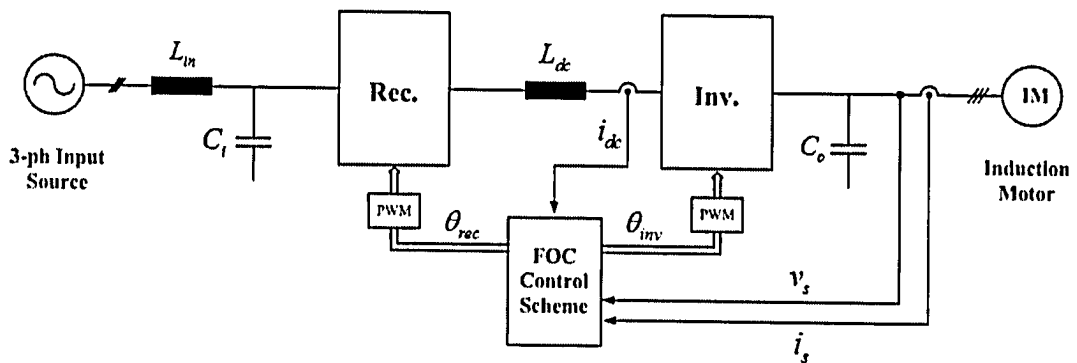 L_in
L_dc
Rec.
Inv.
IM
i_dc
C_i
C_o
3-ph Input
Source
Induction
Motor
PWM
PWM
θ_rec
θ_inv
FOC
Control
Scheme
v_s
i_s